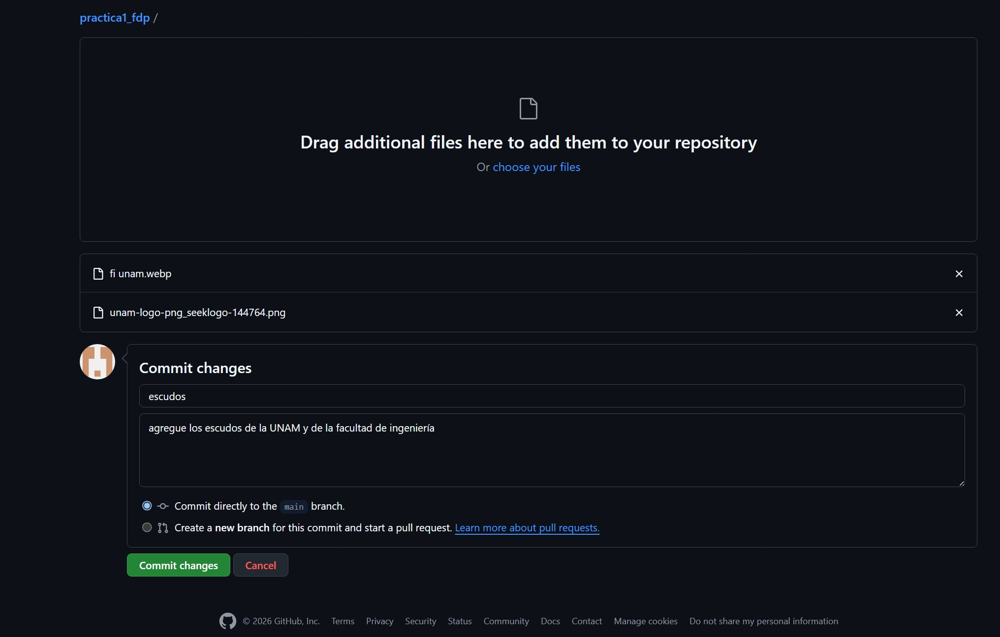 practica1_fdp /
Drag additional files here to add them to your repository
Or choose your files
fi unam.webp
unam-logo-png_seeklogo-144764.png
Commit changes
escudos
agregue los escudos de la UNAM y de la facultad de ingeniería
Commit directly to the main branch.
Create a new branch for this commit and start a pull request. Learn more about pull requests.
Commit changes Cancel
© 2026 GitHub, Inc. Terms Privacy Security Status Community Docs Contact Manage cookies Do not share my personal information